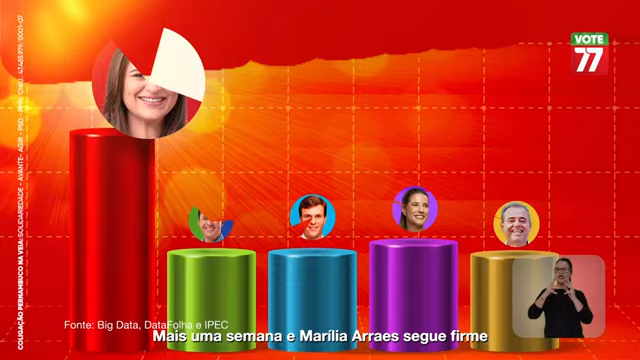 VOTE
77
COLIGAÇÃO PERNAMBUCO NA VEIA: SOLIDARIEDADE - AVANTE - AGIR - PSD - PMN.
Fonte: Big Data, DataFolha e IPEC
Mais uma semana e Marília Arraes segue firme